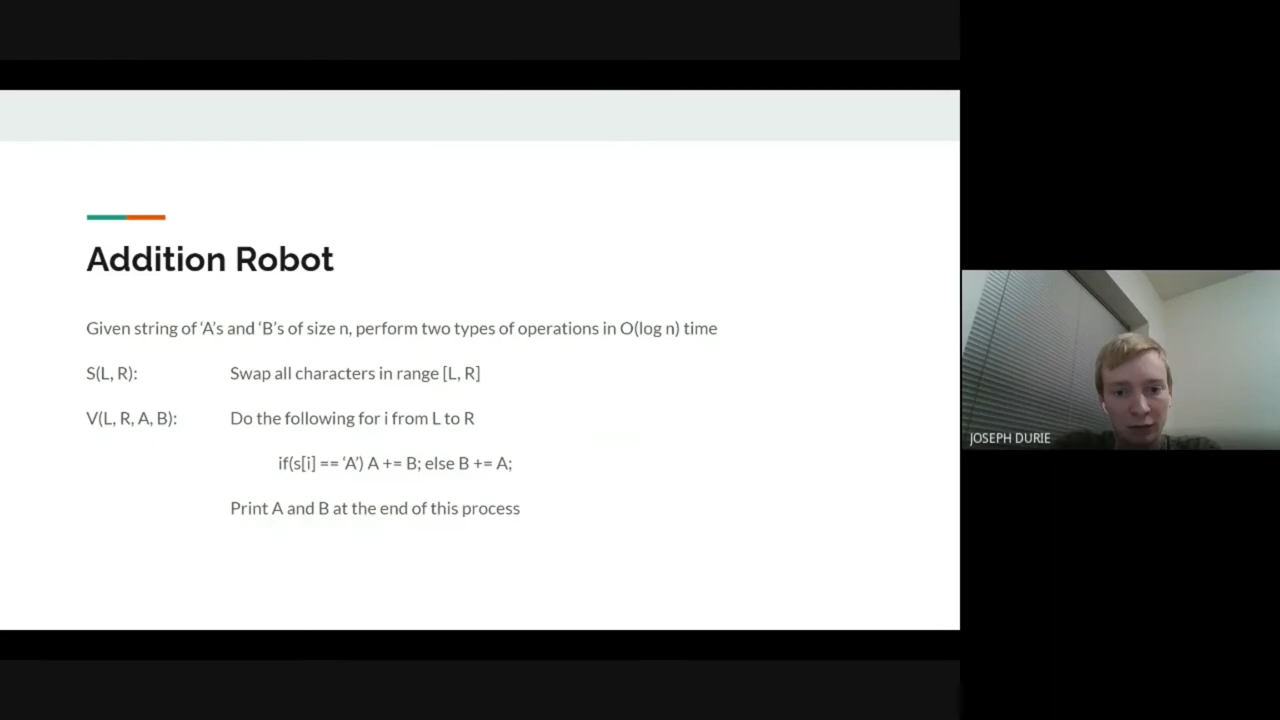 Addition Robot
Given string of ‘A’s and ‘B’s of size n, perform two types of operations in O(log n) time
S(L, R): Swap all characters in range [L, R]
V(L, R, A, B): Do the following for i from L to R
if(s[i] == ‘A’) A += B; else B += A;
Print A and B at the end of this process
JOSEPH DURIE